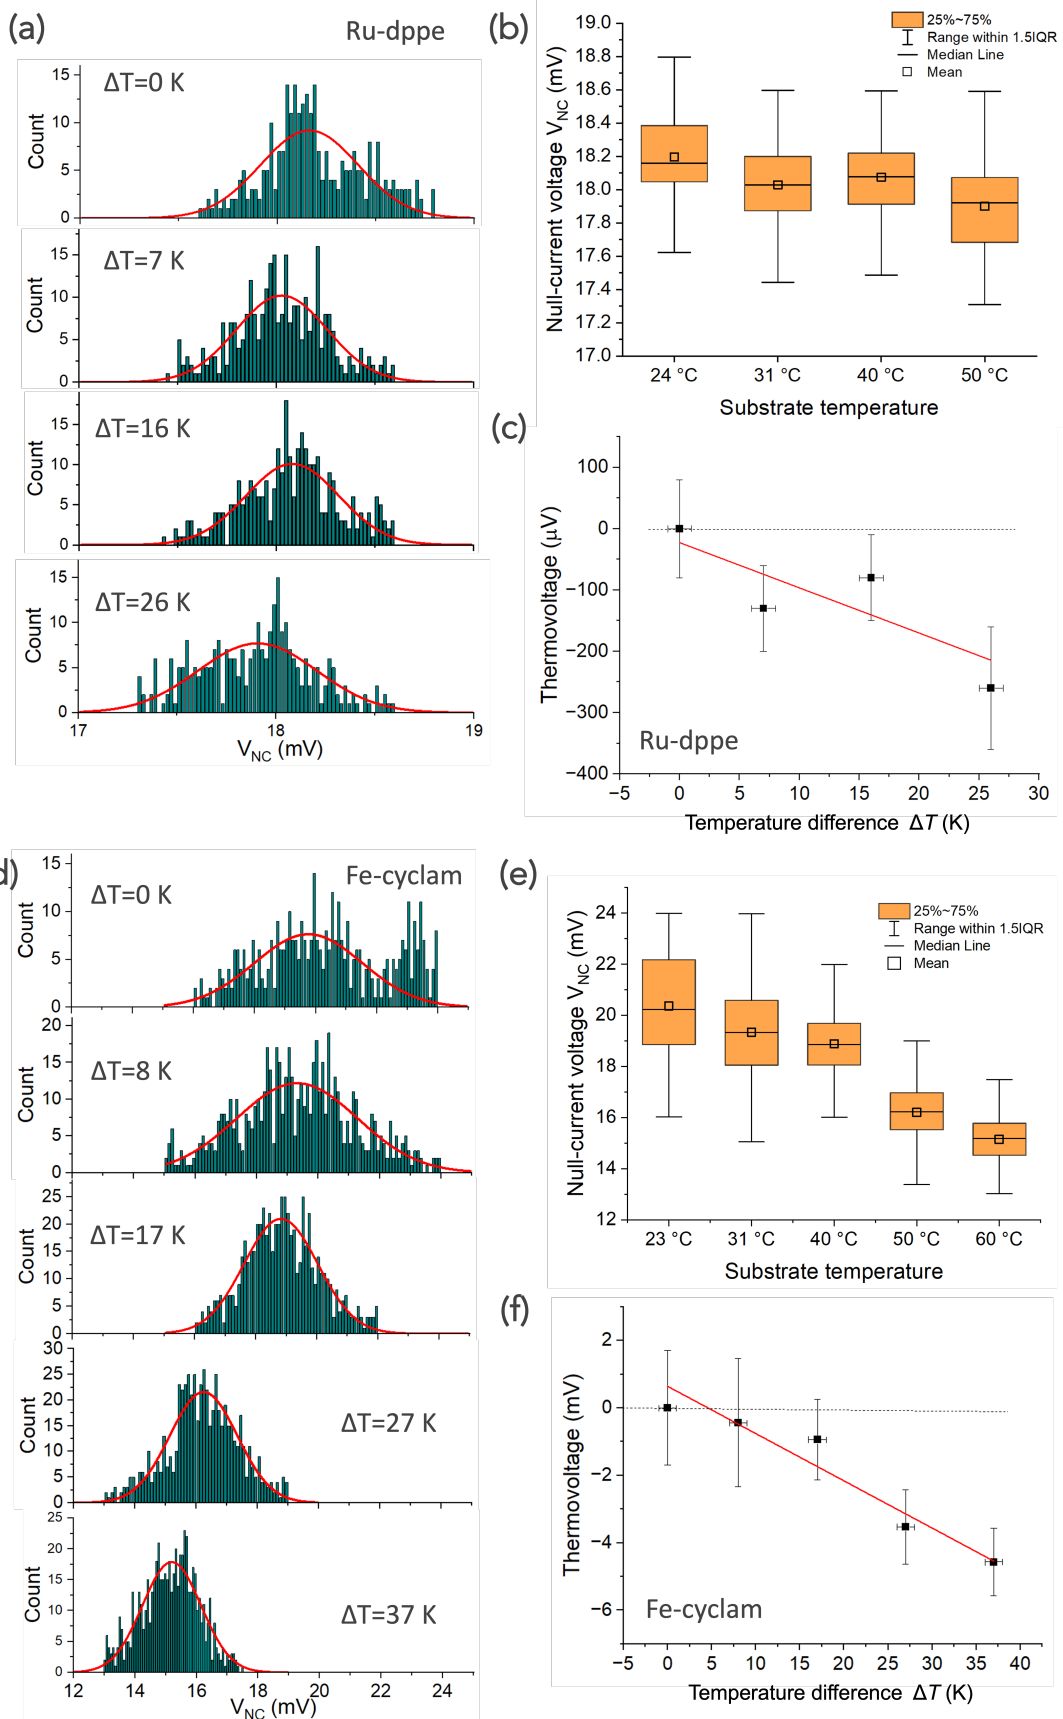 (a)
Ru-dppe
ΔT=0 K
15
10
5
0
Count
ΔT=7 K
15
10
5
0
Count
ΔT=16 K
15
10
5
0
Count
ΔT=26 K
15
10
5
0
Count
17
18
19
V_NC (mV)
(b)
19.0
18.8
18.6
18.4
18.2
18.0
17.8
17.6
17.4
17.2
17.0
Null-current voltage V_NC (mV)
25%~75%
Range within 1.5IQR
Median Line
Mean
24 °C
31 °C
40 °C
50 °C
Substrate temperature
(c)
100
0
−100
−200
−300
−400
Thermovoltage (μV)
Ru-dppe
−5
0
5
10
15
20
25
30
Temperature difference ΔT (K)
d)
Fe-cyclam
ΔT=0 K
15
10
5
0
Count
ΔT=8 K
20
15
10
5
0
Count
ΔT=17 K
25
20
15
10
5
0
Count
ΔT=27 K
30
25
20
15
10
5
0
Count
ΔT=37 K
25
20
15
10
5
0
Count
12
14
16
18
20
22
24
V_NC (mV)
(e)
24
22
20
18
16
14
12
Null-current voltage V_NC (mV)
25%~75%
Range within 1.5IQR
Median Line
Mean
23 °C
31 °C
40 °C
50 °C
60 °C
Substrate temperature
(f)
2
0
−2
−4
−6
Thermovoltage (mV)
Fe-cyclam
−5
0
5
10
15
20
25
30
35
40
Temperature difference ΔT (K)